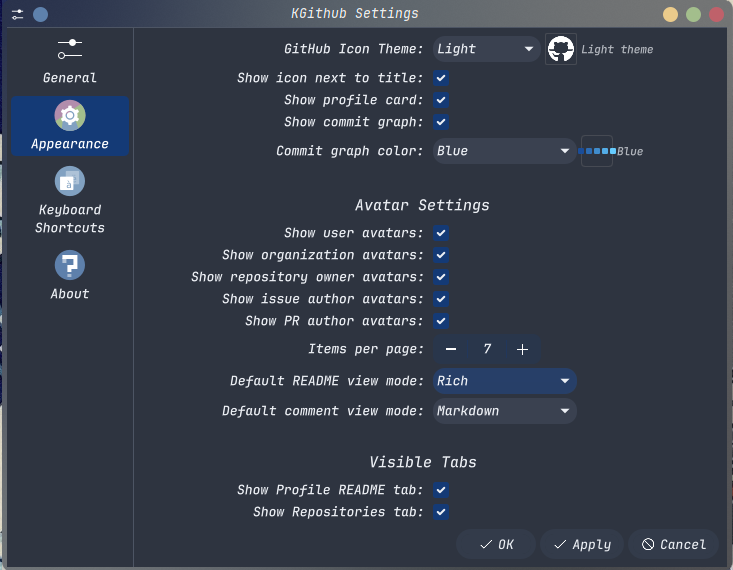 KGithub Settings
General
Appearance
Keyboard
Shortcuts
About
GitHub Icon Theme: Light Light theme
Show icon next to title:
Show profile card:
Show commit graph:
Commit graph color: Blue Blue
Avatar Settings
Show user avatars:
Show organization avatars:
Show repository owner avatars:
Show issue author avatars:
Show PR author avatars:
Items per page: 7
Default README view mode: Rich
Default comment view mode: Markdown
Visible Tabs
Show Profile README tab:
Show Repositories tab:
OK Apply Cancel